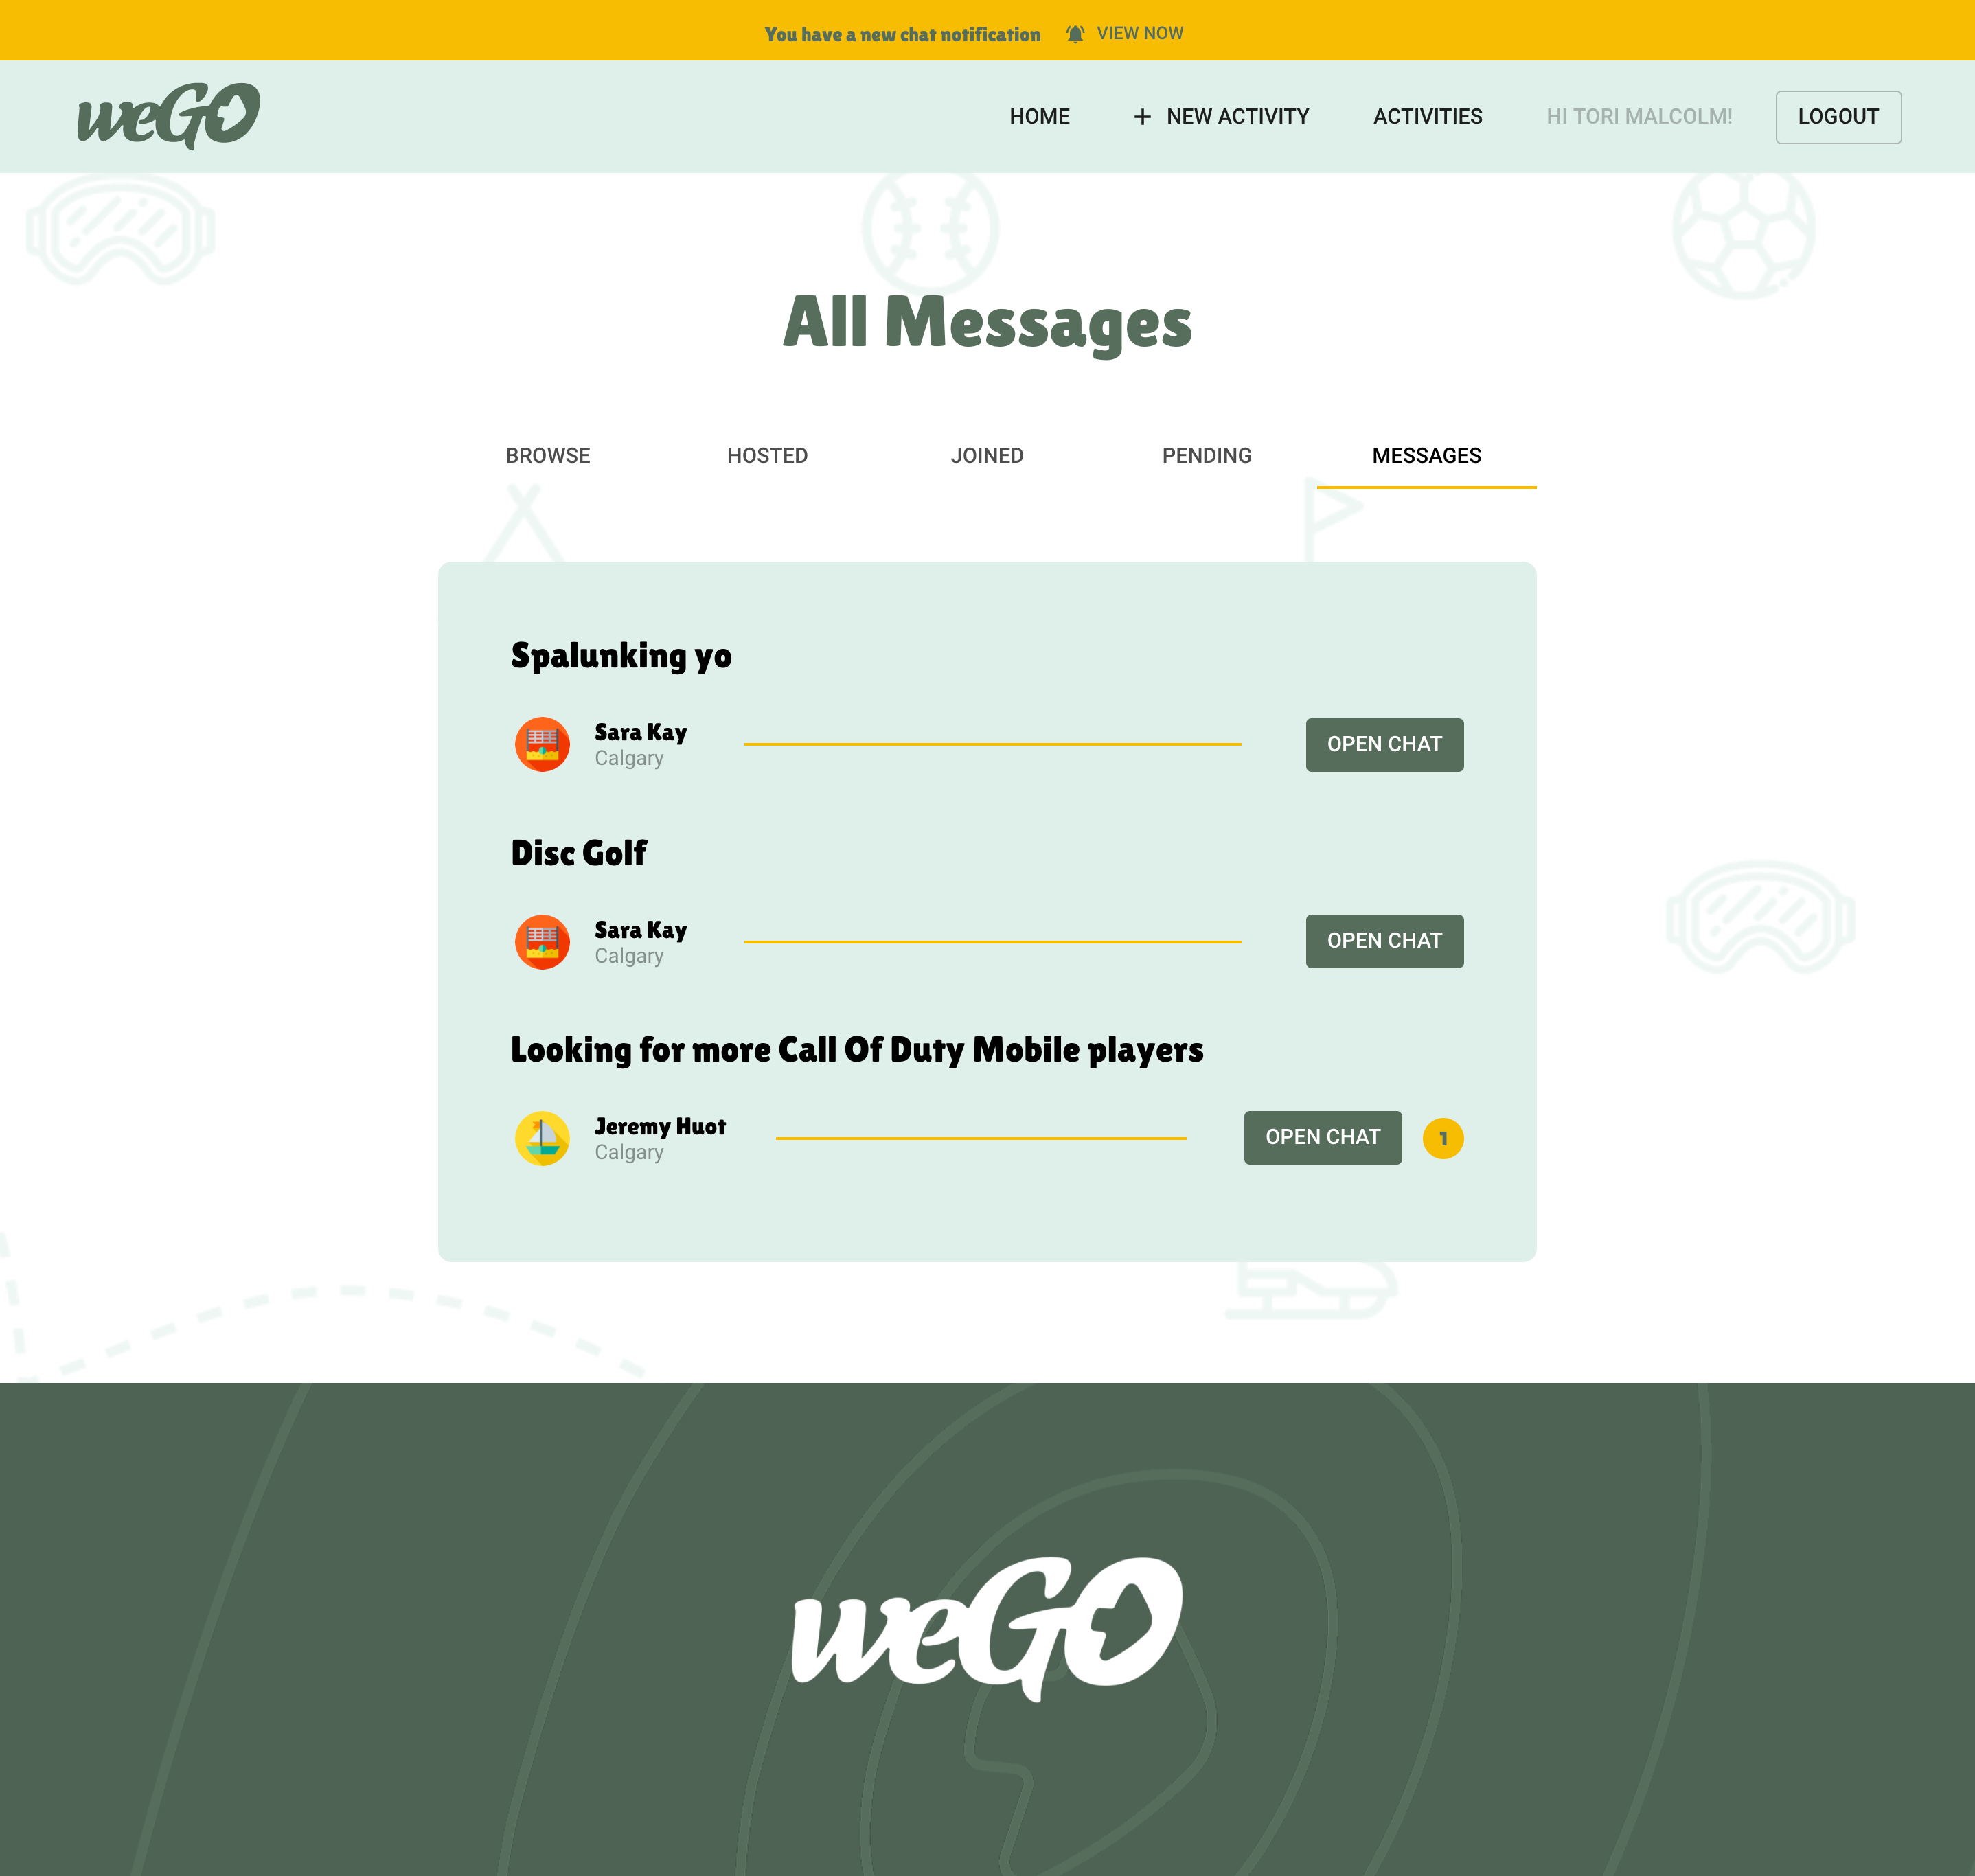 You have a new chat notification VIEW NOW
weGO HOME + NEW ACTIVITY ACTIVITIES HI TORI MALCOLM! LOGOUT
All Messages
BROWSE HOSTED JOINED PENDING MESSAGES
Spalunking yo
Sara Kay
Calgary
OPEN CHAT
Disc Golf
Sara Kay
Calgary
OPEN CHAT
Looking for more Call Of Duty Mobile players
Jeremy Huot
Calgary
OPEN CHAT 1
weGO